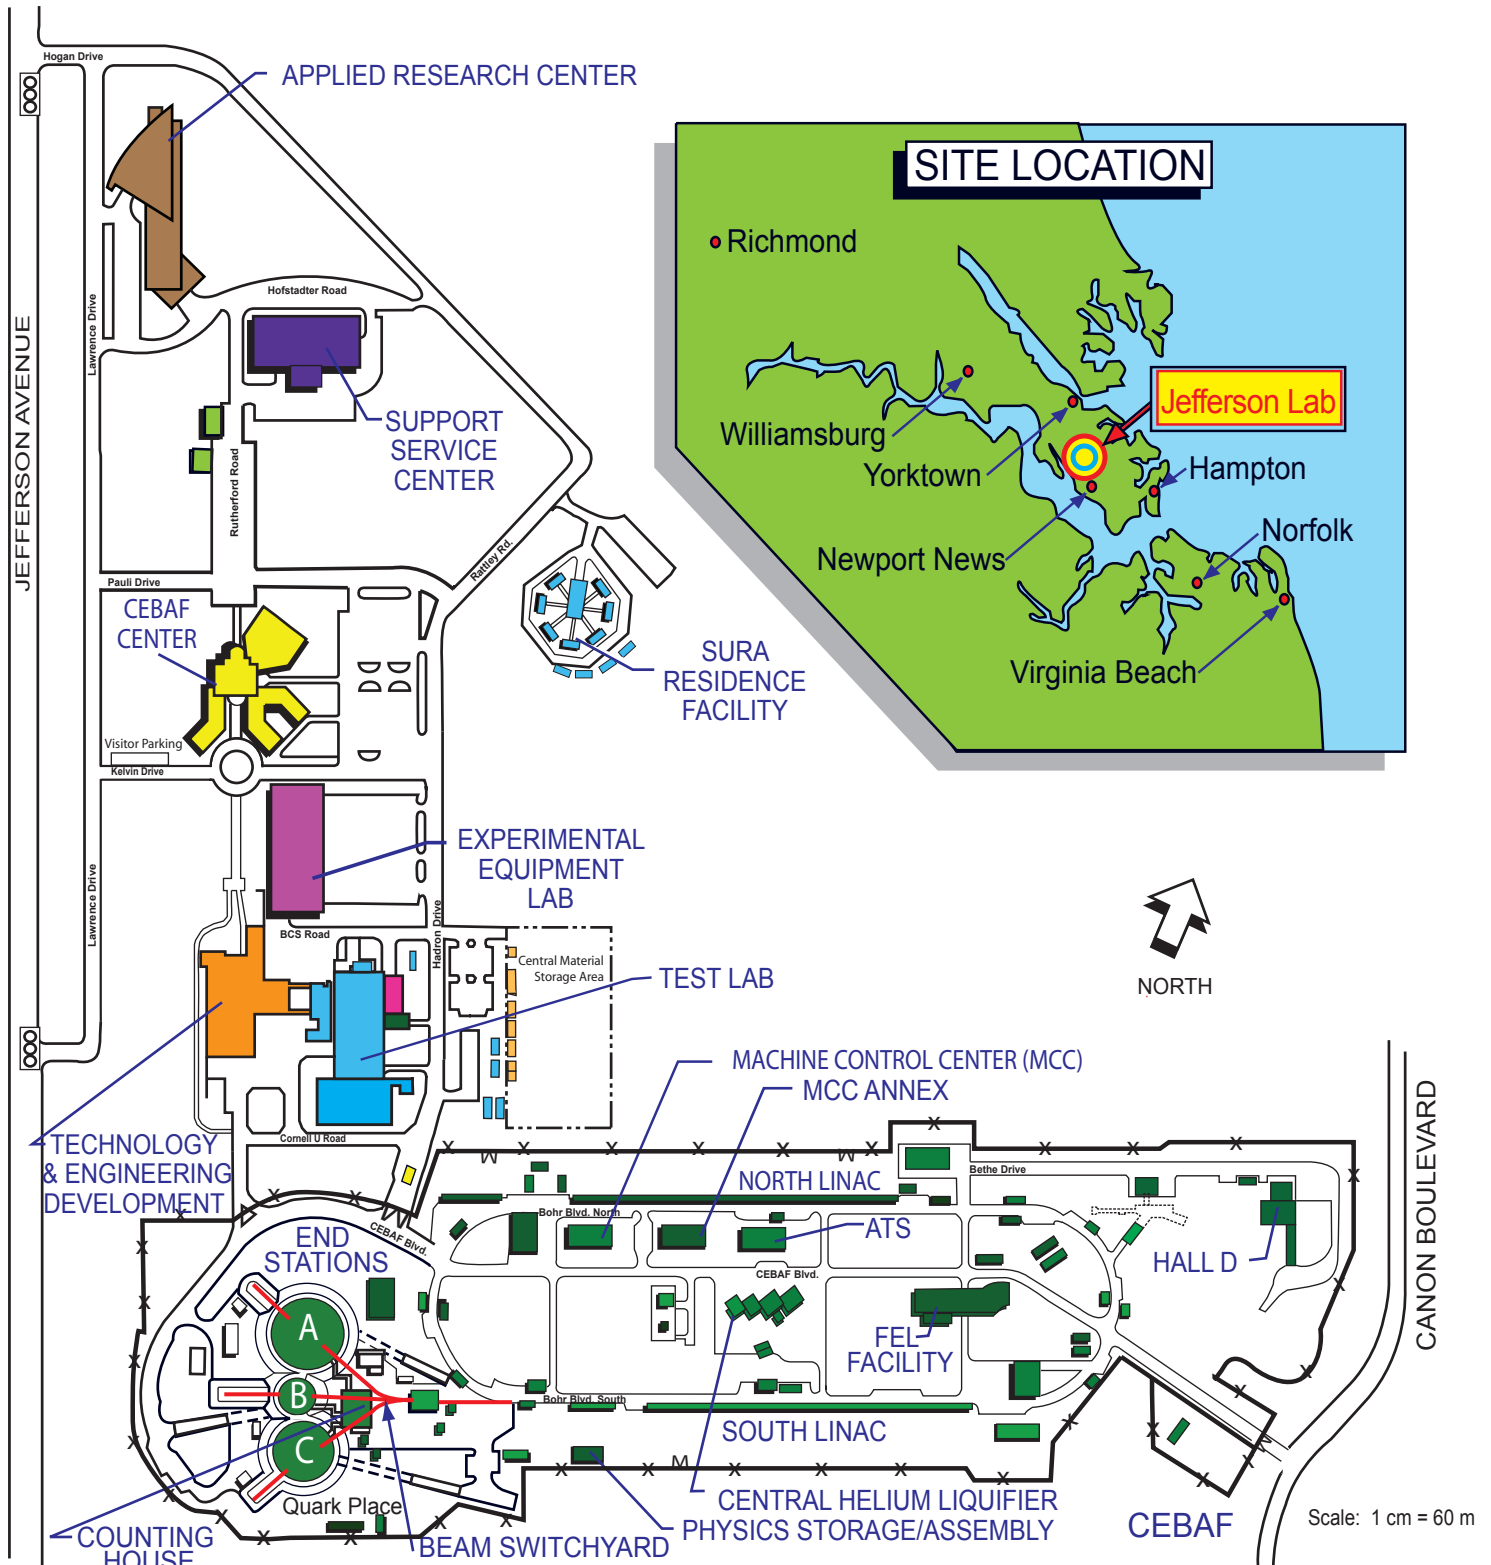 Hogan Drive
APPLIED RESEARCH CENTER
JEFFERSON AVENUE
Lawrence Drive
Hofstadter Road
SUPPORT
SERVICE
CENTER
Rutherford Road
Rattley Rd.
Pauli Drive
CEBAF
CENTER
SURA
RESIDENCE
FACILITY
Visitor Parking
Kelvin Drive
EXPERIMENTAL
EQUIPMENT
LAB
Lawrence Drive
Hadron Drive
BCS Road
Central Material
Storage Area
TEST LAB
SITE LOCATION
Richmond
Jefferson Lab
Williamsburg
Yorktown
Hampton
Newport News
Norfolk
Virginia Beach
NORTH
MACHINE CONTROL CENTER (MCC)
MCC ANNEX
TECHNOLOGY
& ENGINEERING
DEVELOPMENT
Cornell U Road
X X X X X X X X
M M
NORTH LINAC
Bethe Drive
Bohr Blvd. North
CEBAF Blvd.
ATS
HALL D
CANON BOULEVARD
END
STATIONS
CEBAF Blvd.
A
B
C
FEL
FACILITY
Bohr Blvd. South
SOUTH LINAC
M
CENTRAL HELIUM LIQUIFIER
PHYSICS STORAGE/ASSEMBLY
Quark Place
COUNTING
HOUSE
BEAM SWITCHYARD
CEBAF
Scale: 1 cm = 60 m